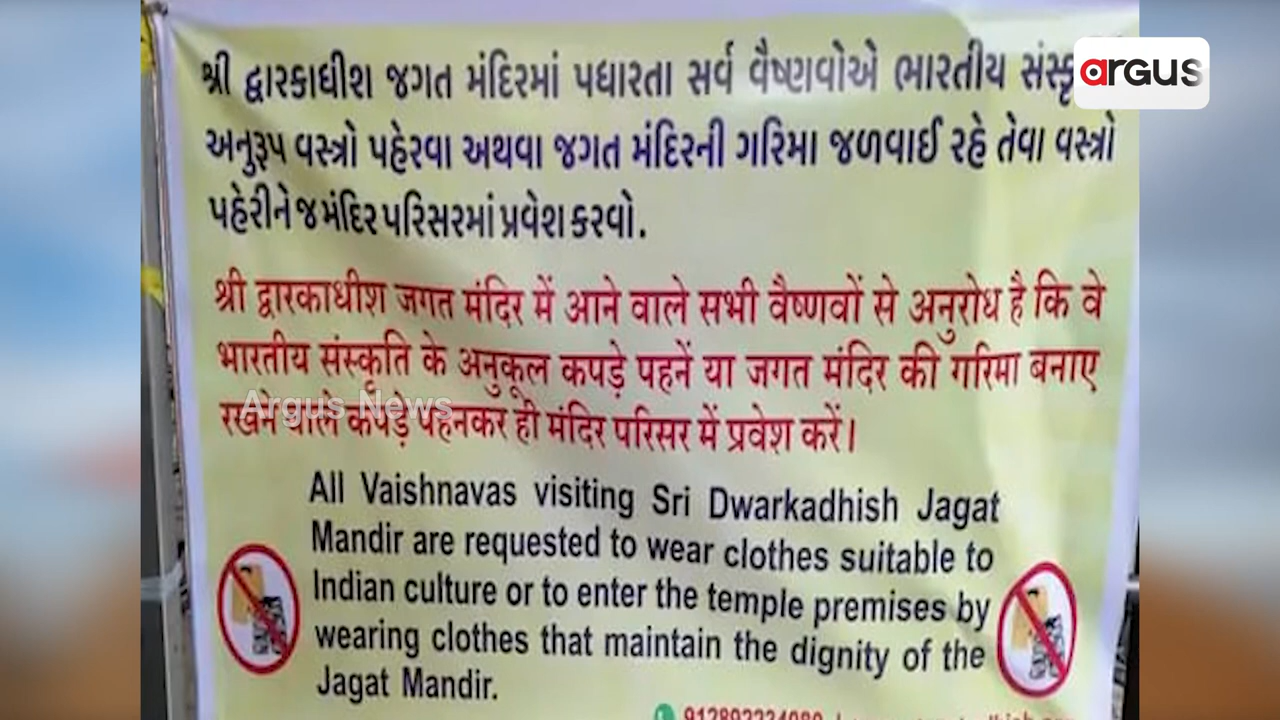 argus
શ્રી દ્વારકાધીશ જગત મંદિરમાં પધારતા સર્વ વૈષ્ણવોએ ભારતીય
અનુરૂપ વસ્ત્રો પહેરવા અથવા જગત મંદિરની ગરિમા જળવાઈ રહે તેવા વસ્ત્રો
પહેરીને જ મંદિર પરિસરમાં પ્રવેશ કરવો.
श्री द्वारकाधीश जगत मंदिर में आने वाले सभी वैष्णवों से अनुरोध है कि वे
भारतीय संस्कृति के अनुकूल कपड़े पहनें या जगत मंदिर की गरिमा बनाए
रखने वाले कपड़े पहनकर ही मंदिर परिसर में प्रवेश करें।
Argus News
All Vaishnavas visiting Sri Dwarkadhish Jagat
Mandir are requested to wear clothes suitable to
Indian culture or to enter the temple premises by
wearing clothes that maintain the dignity of the
Jagat Mandir.